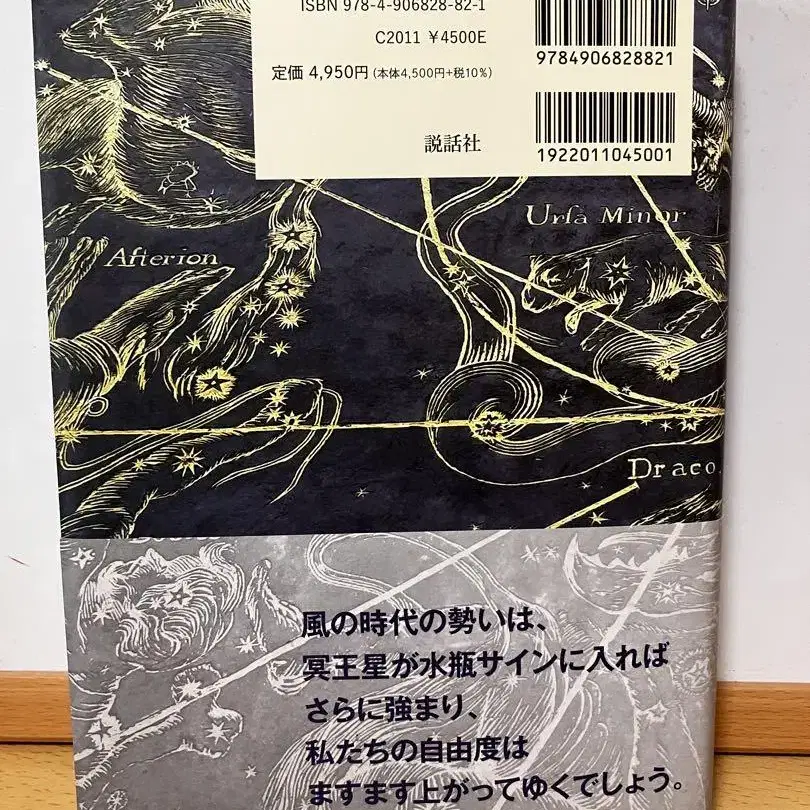 ISBN 978-4-906828-82-1
C2011 ¥4500E
定価 4,950円(本体4,500円+税10%)
説話社
9784906828821
1922011045001
Urſa Minor
Aſterion
Draco.
風の時代の勢いは、
冥王星が水瓶サインに入れば
さらに強まり、
私たちの自由度は
ますます上がってゆくでしょう。